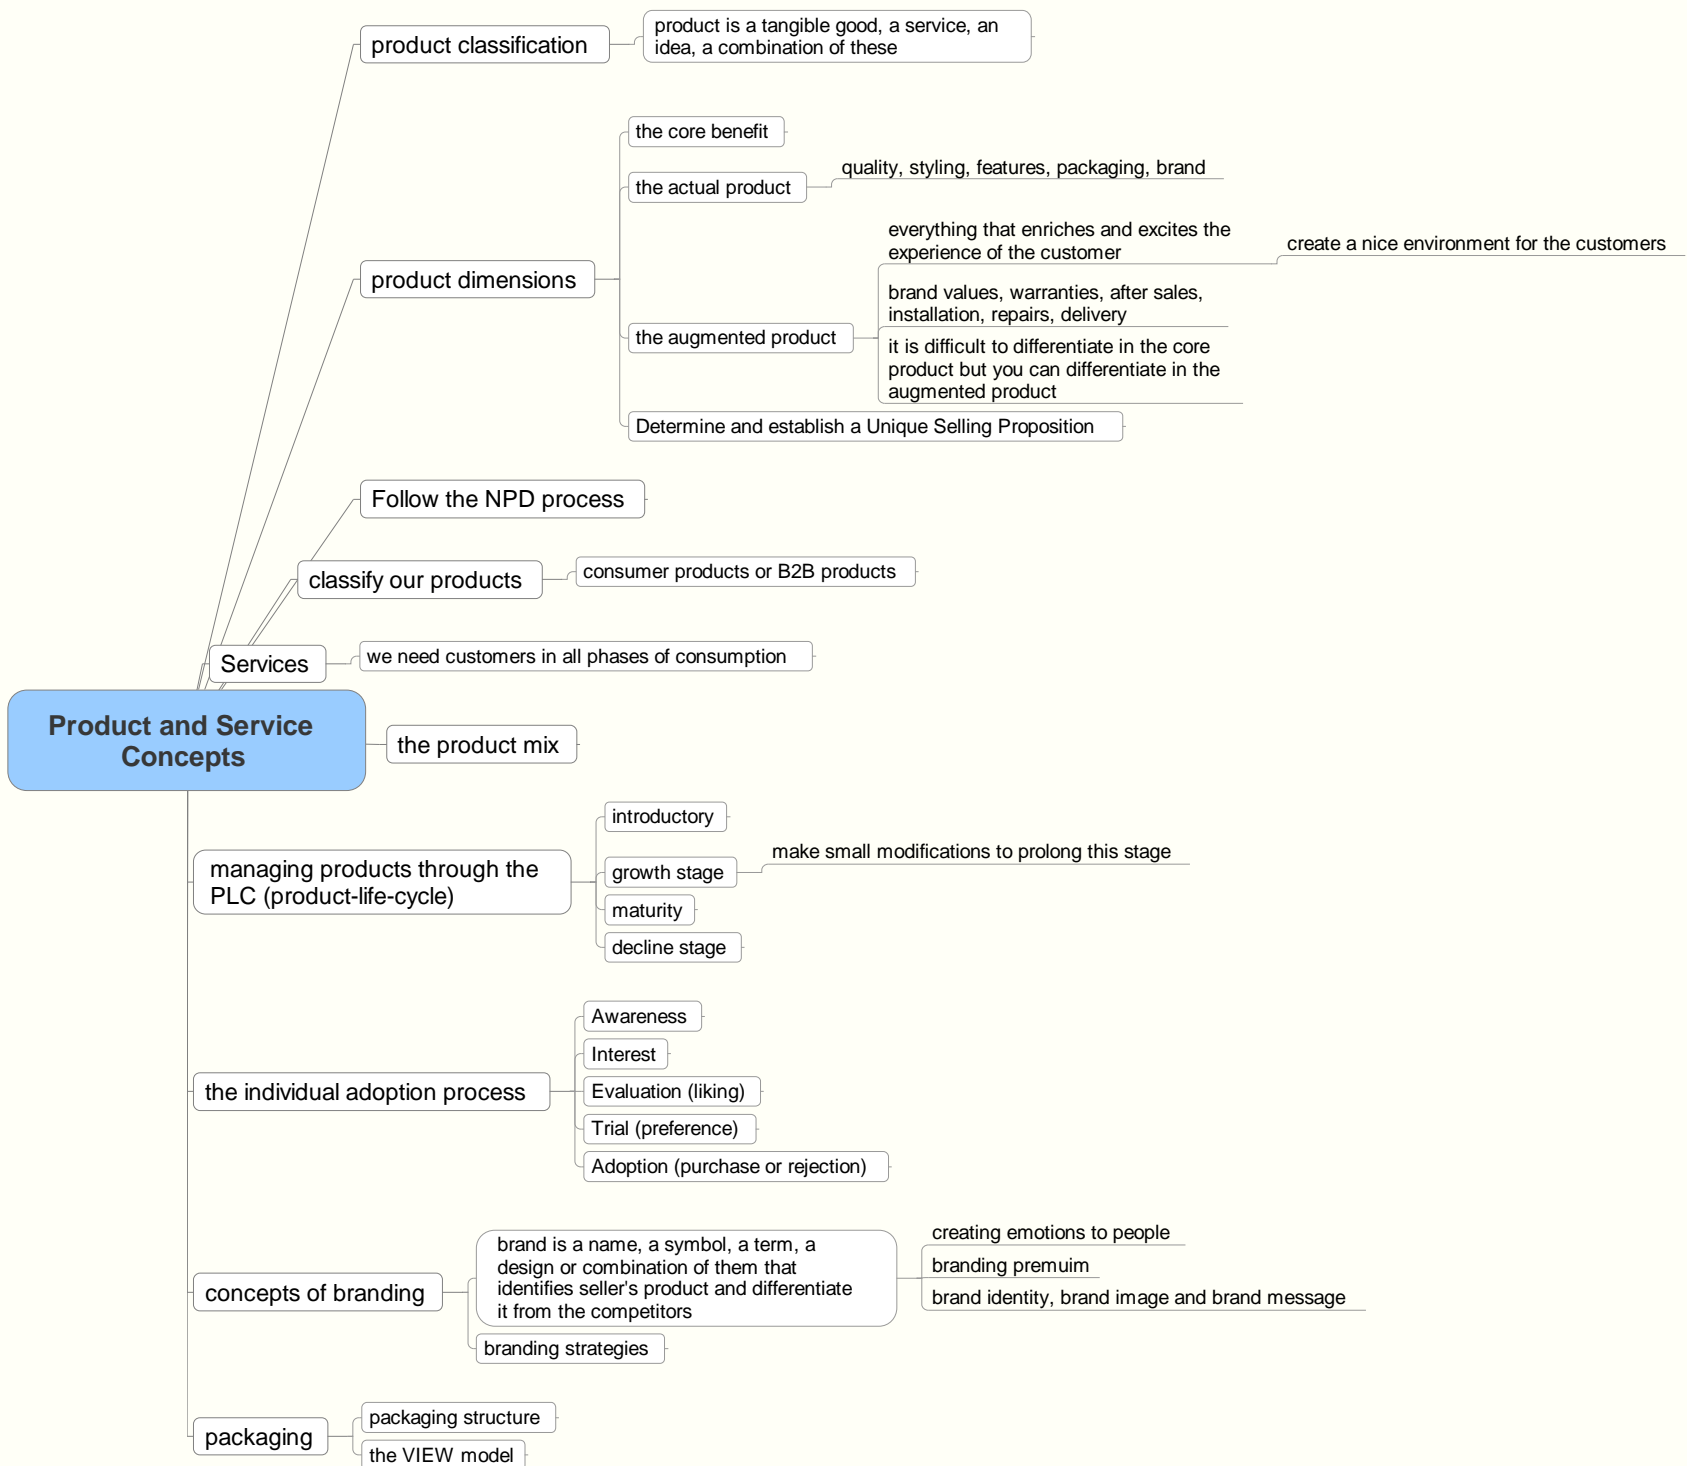 product classification
product is a tangible good, a service, an
idea, a combination of these
product dimensions
the core benefit
the actual product
quality, styling, features, packaging, brand
the augmented product
everything that enriches and excites the
experience of the customer
create a nice environment for the customers
brand values, warranties, after sales,
installation, repairs, delivery
it is difficult to differentiate in the core
product but you can differentiate in the
augmented product
Determine and establish a Unique Selling Proposition
Follow the NPD process
classify our products
consumer products or B2B products
Services
we need customers in all phases of consumption
Product and Service
Concepts
the product mix
managing products through the
PLC (product-life-cycle)
introductory
growth stage
make small modifications to prolong this stage
maturity
decline stage
the individual adoption process
Awareness
Interest
Evaluation (liking)
Trial (preference)
Adoption (purchase or rejection)
concepts of branding
brand is a name, a symbol, a term, a
design or combination of them that
identifies seller's product and differentiate
it from the competitors
creating emotions to people
branding premuim
brand identity, brand image and brand message
branding strategies
packaging
packaging structure
the VIEW model